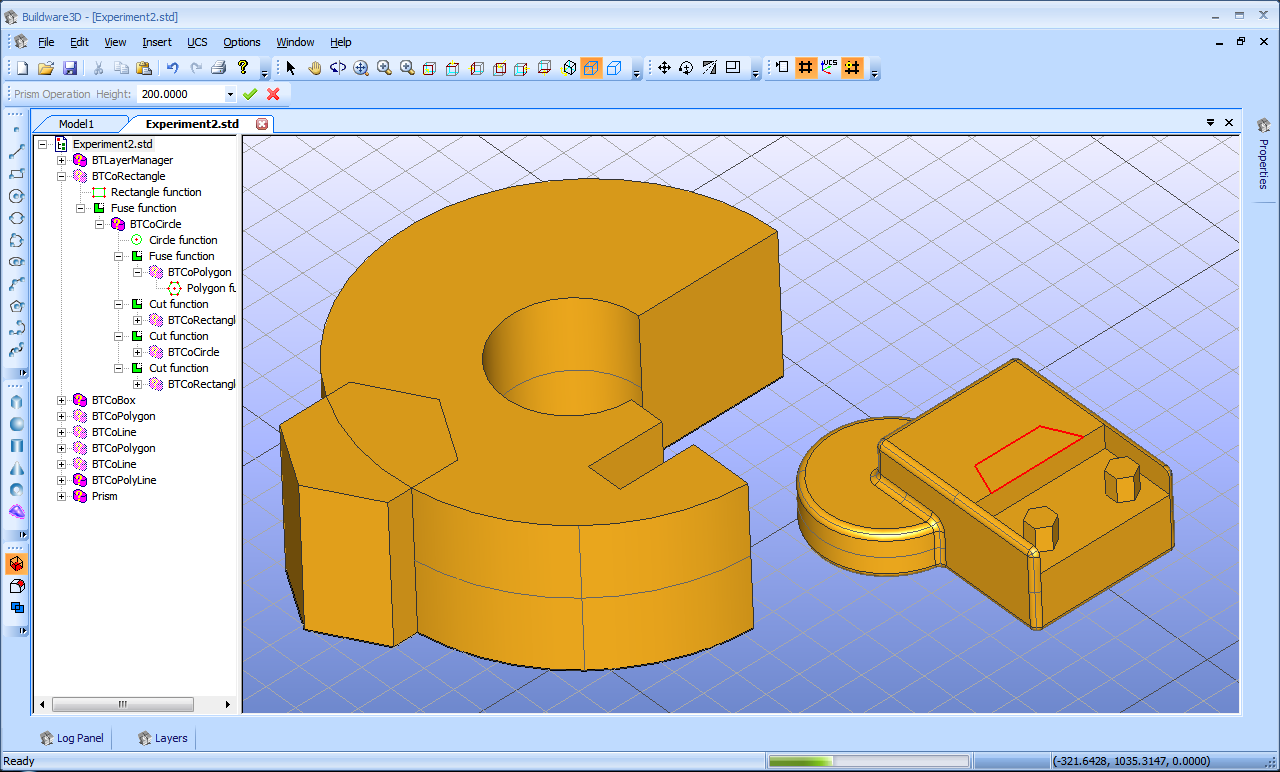 Buildware3D - [Experiment2.std]
File Edit View Insert UCS Options Window Help
UCS
Prism Operation Height: 200.0000
Model1 Experiment2.std
Experiment2.std
BTLayerManager
BTCoRectangle
Rectangle function
Fuse function
BTCoCircle
Circle function
Fuse function
BTCoPolygon
Polygon fu
Cut function
BTCoRectangl
Cut function
BTCoCircle
Cut function
BTCoRectangl
BTCoBox
BTCoPolygon
BTCoLine
BTCoPolygon
BTCoLine
BTCoPolyLine
Prism
Properties
Log Panel Layers
Ready (-321.6428, 1035.3147, 0.0000)